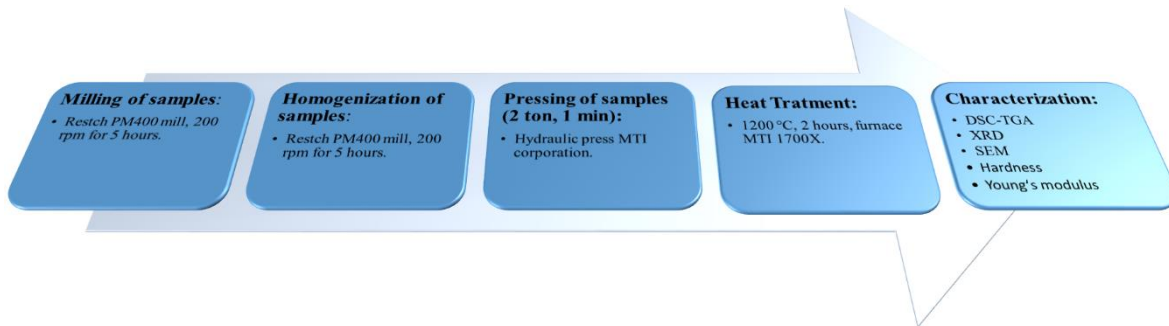 Milling of samples:
• Restch PM400 mill, 200
rpm for 5 hours.
Homogenization of
samples:
• Restch PM400 mill, 200
rpm for 5 hours.
Pressing of samples
(2 ton, 1 min):
• Hydraulic press MTI
corporation.
Heat Tratment:
• 1200 °C, 2 hours, furnace
MTI 1700X.
Characterization:
• DSC-TGA
• XRD
• SEM
• Hardness
• Young's modulus